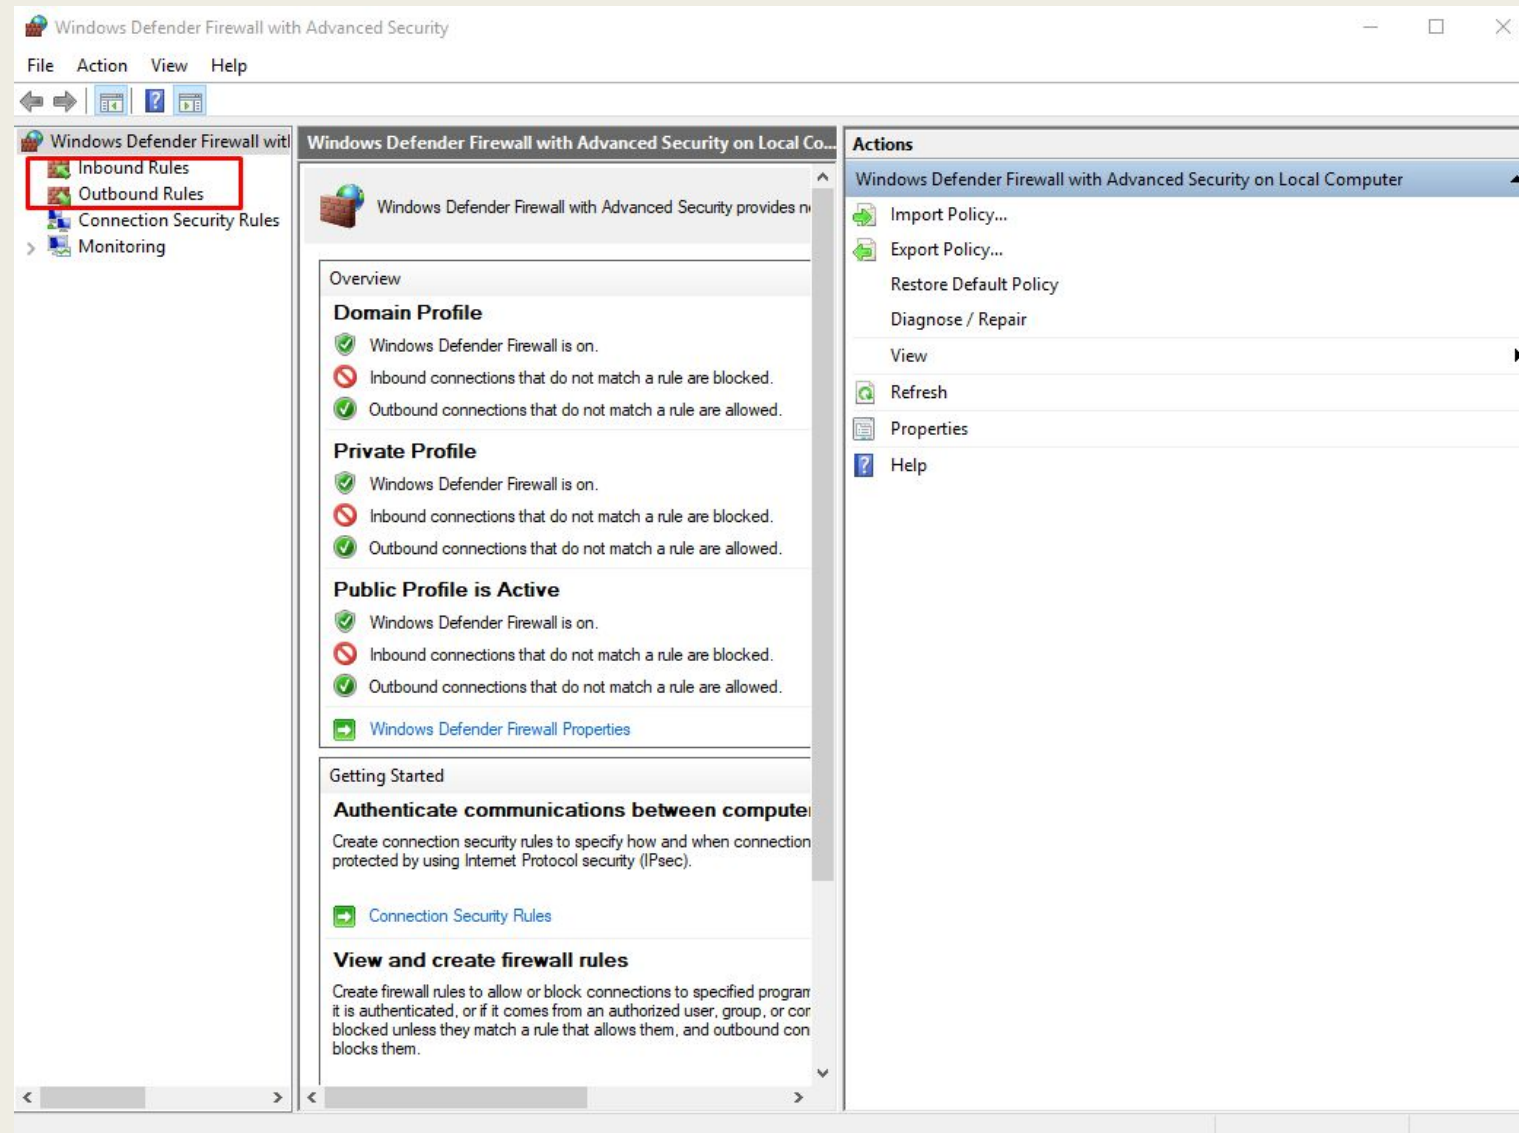 Windows Defender Firewall with Advanced Security
File Action View Help
Windows Defender Firewall with
Inbound Rules
Outbound Rules
Connection Security Rules
Monitoring
Windows Defender Firewall with Advanced Security on Local Co...
Windows Defender Firewall with Advanced Security provides ne
Overview
Domain Profile
Windows Defender Firewall is on.
Inbound connections that do not match a rule are blocked.
Outbound connections that do not match a rule are allowed.
Private Profile
Windows Defender Firewall is on.
Inbound connections that do not match a rule are blocked.
Outbound connections that do not match a rule are allowed.
Public Profile is Active
Windows Defender Firewall is on.
Inbound connections that do not match a rule are blocked.
Outbound connections that do not match a rule are allowed.
Windows Defender Firewall Properties
Getting Started
Authenticate communications between computer
Create connection security rules to specify how and when connection
protected by using Internet Protocol security (IPsec).
Connection Security Rules
View and create firewall rules
Create firewall rules to allow or block connections to specified program
it is authenticated, or if it comes from an authorized user, group, or com
blocked unless they match a rule that allows them, and outbound con
blocks them.
Actions
Windows Defender Firewall with Advanced Security on Local Computer
Import Policy...
Export Policy...
Restore Default Policy
Diagnose / Repair
View
Refresh
Properties
Help